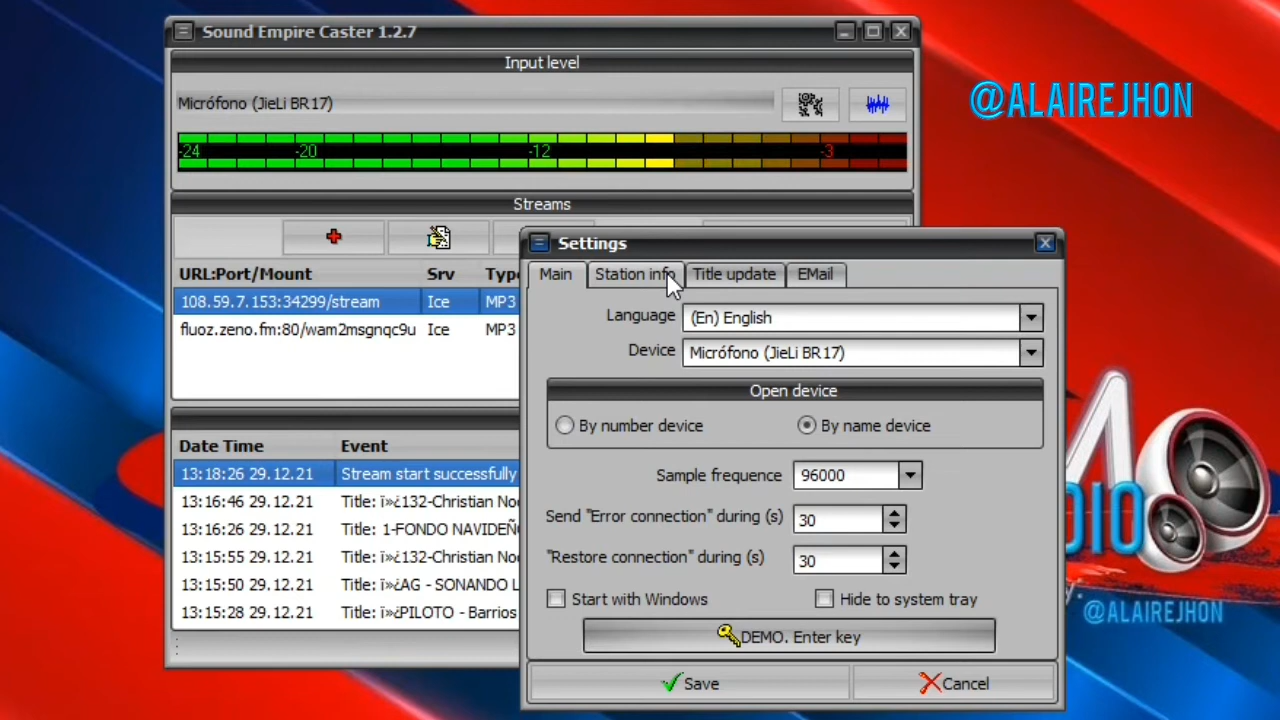 Sound Empire Caster 1.2.7
Input level
@ALAIREJHON
Micrófono (JieLi BR17)
-24 -20 -12 -3
Streams
URL:Port/Mount Srv Typ
108.59.7.153:34299/stream Ice MP3
fluoz.zeno.fm:80/wam2msgnqc9u Ice MP3
Date Time Event
13:18:26 29.12.21 Stream start successfully
13:16:46 29.12.21 Title: ï»¿132-Christian No
13:16:26 29.12.21 Title: 1-FONDO NAVIDEÑ
13:15:55 29.12.21 Title: ï»¿132-Christian No
13:15:50 29.12.21 Title: ï»¿AG - SONANDO L
13:15:28 29.12.21 Title: ï»¿PILOTO - Barrios
Settings
Main Station info Title update EMail
Language (En) English
Device Micrófono (JieLi BR17)
Open device
By number device By name device
Sample frequence 96000
Send "Error connection" during (s) 30
"Restore connection" during (s) 30
Start with Windows Hide to system tray
DEMO. Enter key
Save Cancel
@ALAIREJHON